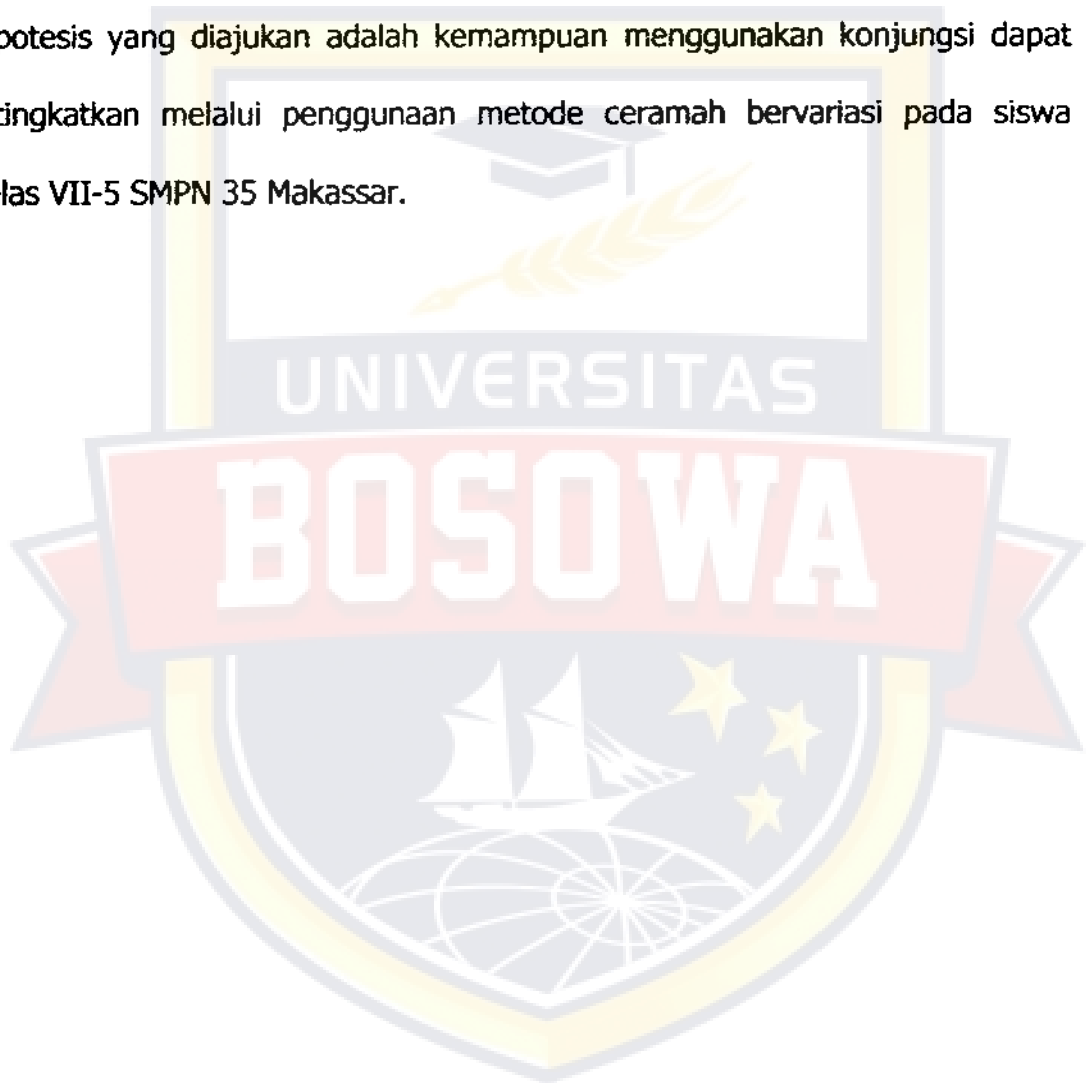 potesis yang diajukan adalah kemampuan menggunakan konjungsi dapat
tingkatkan melalui penggunaan metode ceramah bervariasi pada siswa
las VII-5 SMPN 35 Makassar.
UNIVERSITAS
BOSOWA